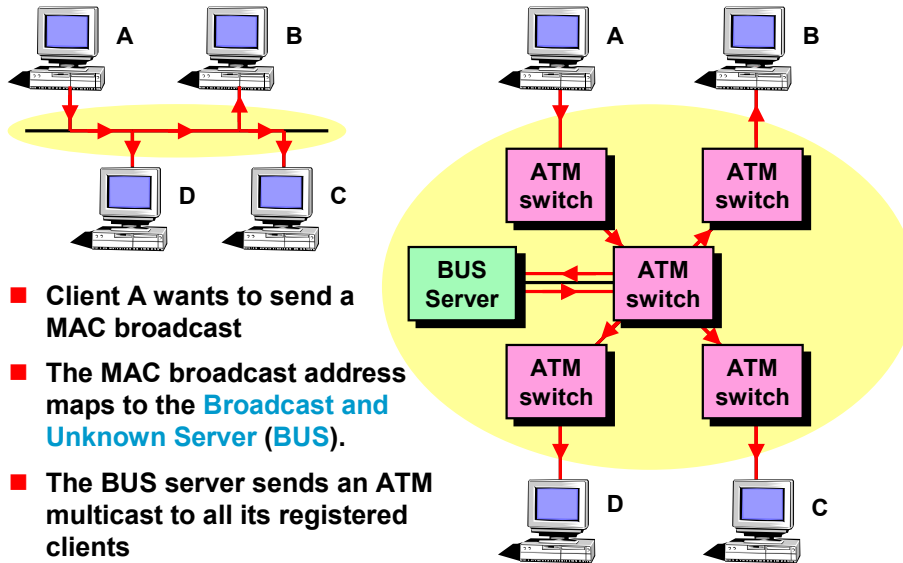 A
B
D
C
Client A wants to send a
MAC broadcast
The MAC broadcast address
maps to the Broadcast and
Unknown Server (BUS).
The BUS server sends an ATM
multicast to all its registered
clients
A
B
ATM
switch
ATM
switch
BUS
Server
ATM
switch
ATM
switch
ATM
switch
D
C